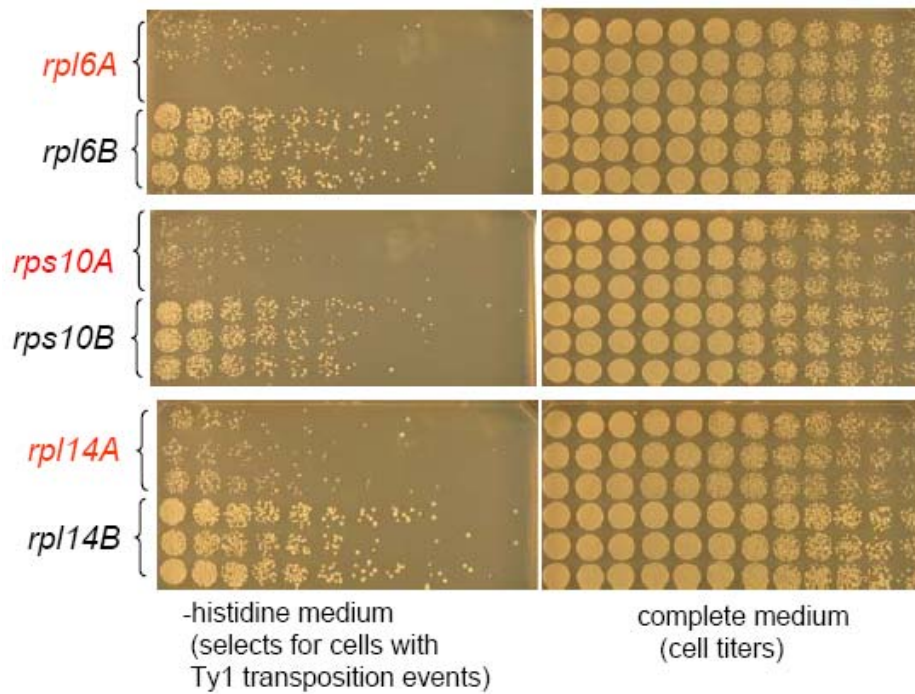 rpl6A
rpl6B
rps10A
rps10B
rpl14A
rpl14B
-histidine medium
(selects for cells with
Ty1 transposition events)
complete medium
(cell titers)